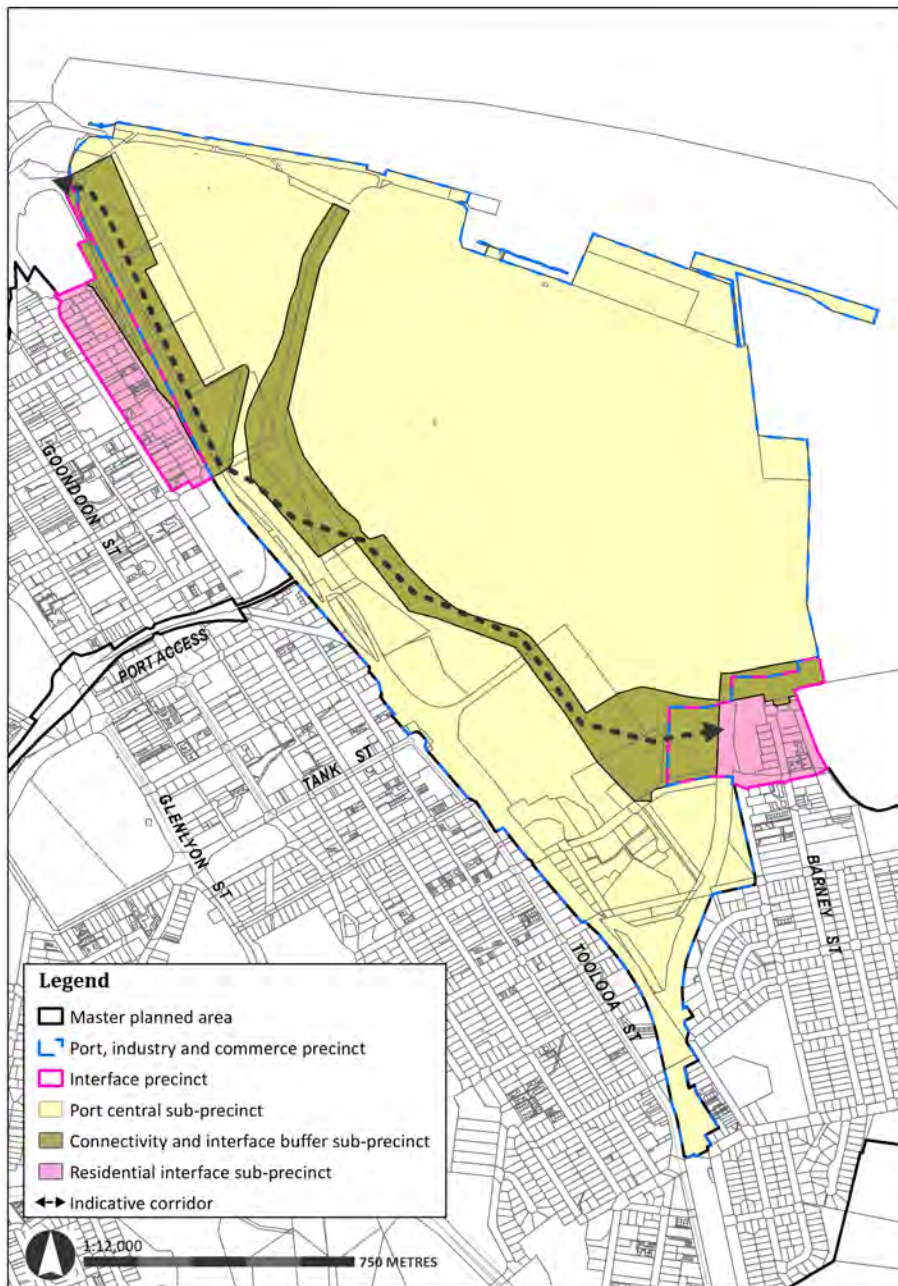 GOONDOON ST
PORT ACCESS
GLENLYON ST
TANK ST
TOOLOOA ST
BARNEY ST
Legend
Master planned area
Port, industry and commerce precinct
Interface precinct
Port central sub-precinct
Connectivity and interface buffer sub-precinct
Residential interface sub-precinct
Indicative corridor
1:12,000
750 METRES